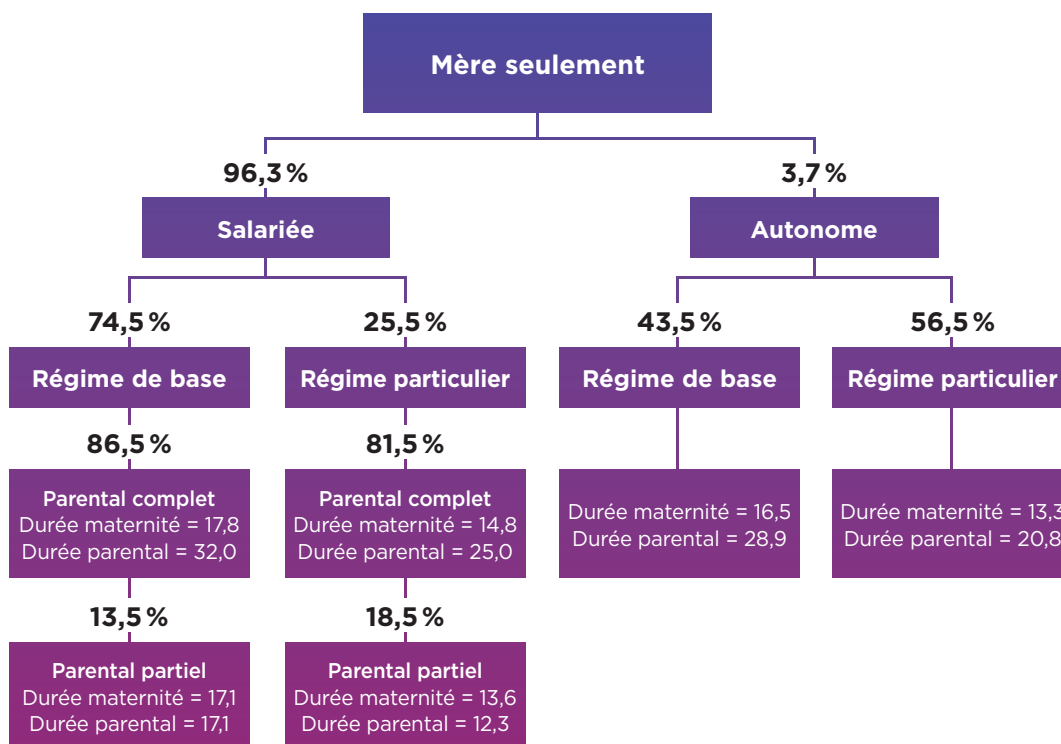 Mère seulement
96,3 %
3,7 %
Salariée
Autonome
74,5 %
25,5 %
43,5 %
56,5 %
Régime de base
Régime particulier
Régime de base
Régime particulier
86,5 %
81,5 %
Parental complet
Durée maternité = 17,8
Durée parental = 32,0
Parental complet
Durée maternité = 14,8
Durée parental = 25,0
Durée maternité = 16,5
Durée parental = 28,9
Durée maternité = 13,3
Durée parental = 20,8
13,5 %
18,5 %
Parental partiel
Durée maternité = 17,1
Durée parental = 17,1
Parental partiel
Durée maternité = 13,6
Durée parental = 12,3